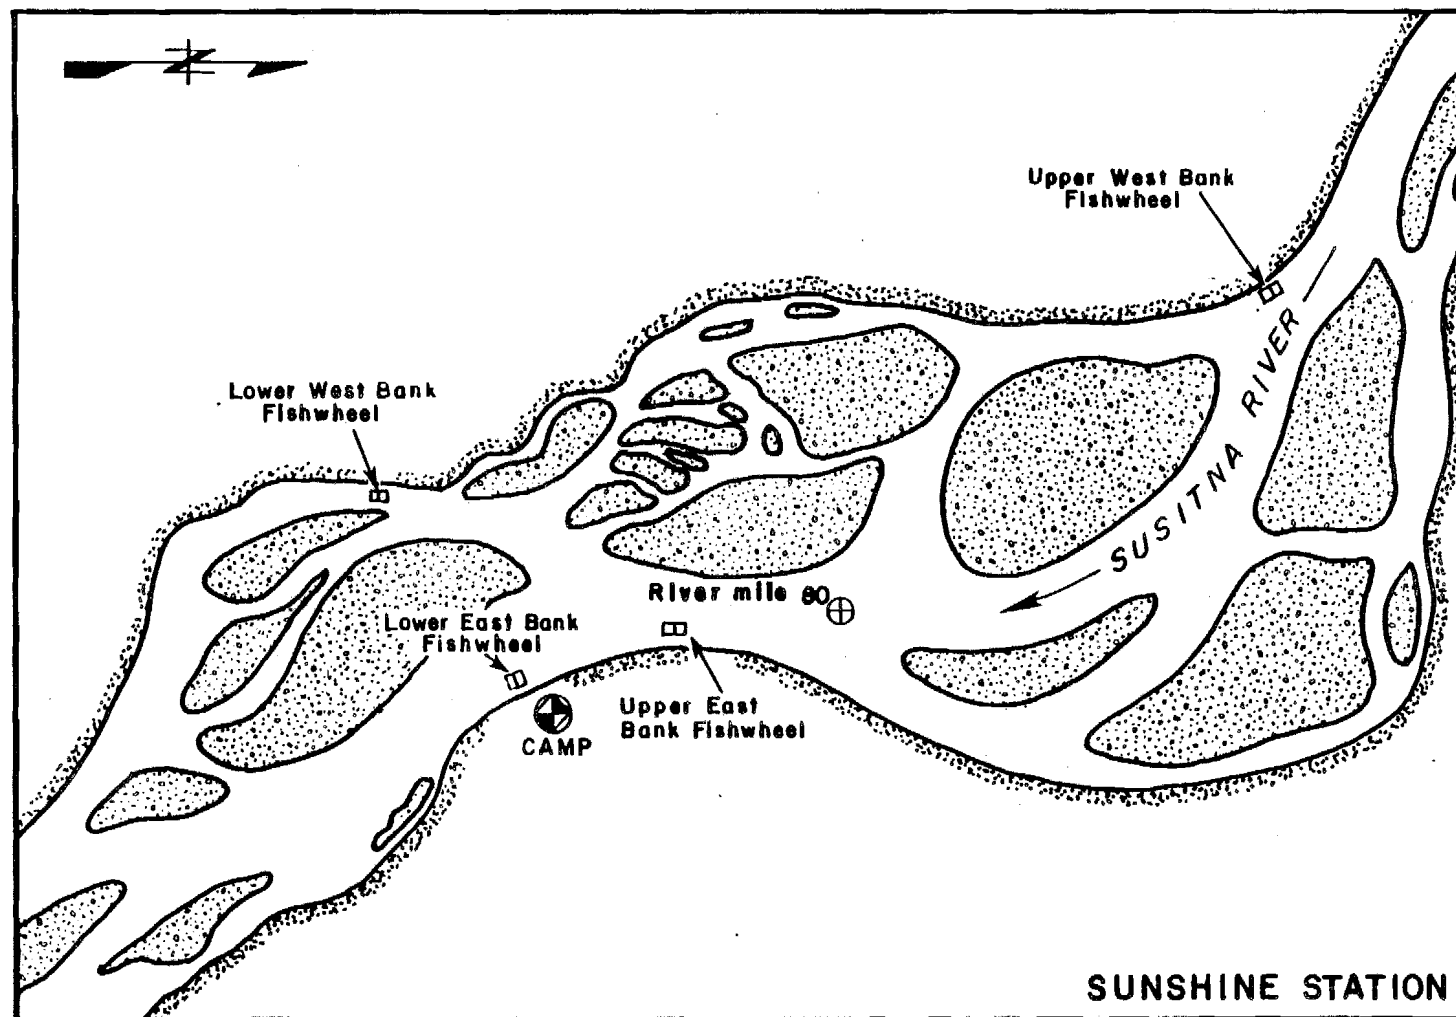 Upper West Bank
Fishwheel
Lower West Bank
Fishwheel
SUSITNA RIVER
River mile 80
Lower East Bank
Fishwheel
Upper East
Bank Fishwheel
CAMP
SUNSHINE STATION